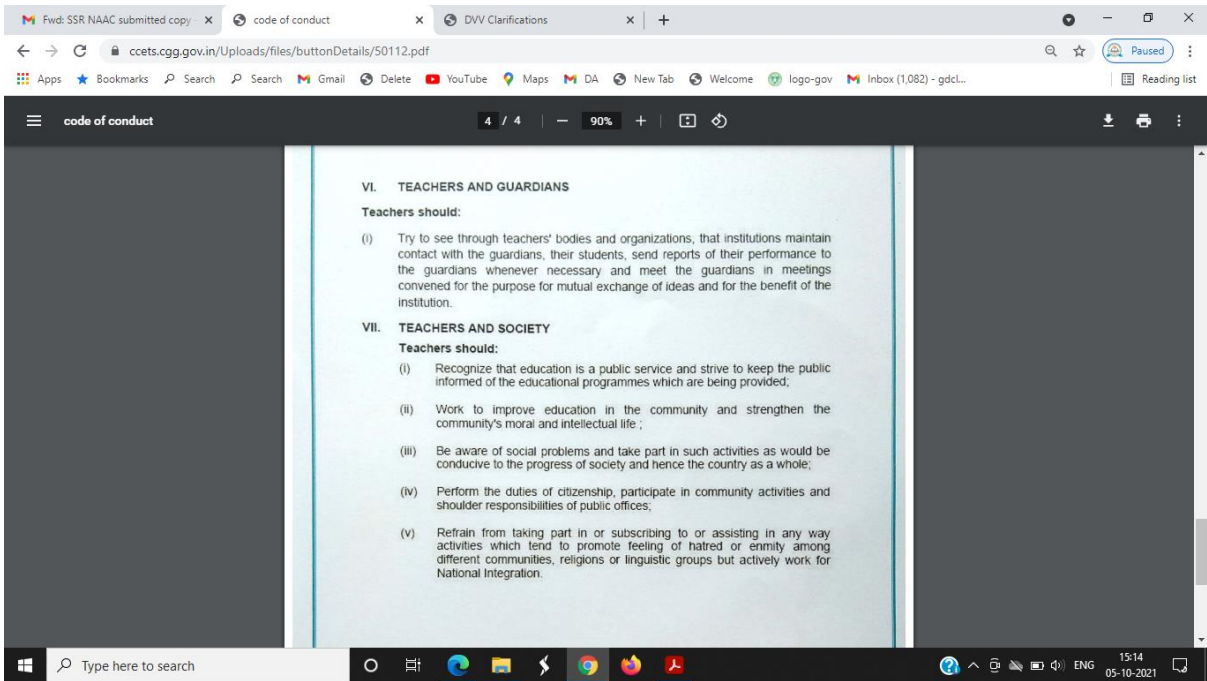 Fwd: SSR NAAC submitted copy
code of conduct
DVV Clarifications
ccets.cgg.gov.in/Uploads/files/buttonDetails/50112.pdf
Paused
Apps Bookmarks Search Search Gmail Delete YouTube Maps DA New Tab Welcome logo-gov Inbox (1,082) - gdcl... Reading list
code of conduct 4 / 4 90%
VI. TEACHERS AND GUARDIANS
Teachers should:
(i) Try to see through teachers' bodies and organizations, that institutions maintain
contact with the guardians, their students, send reports of their performance to
the guardians whenever necessary and meet the guardians in meetings
convened for the purpose for mutual exchange of ideas and for the benefit of the
institution.
VII. TEACHERS AND SOCIETY
Teachers should:
(i) Recognize that education is a public service and strive to keep the public
informed of the educational programmes which are being provided;
(ii) Work to improve education in the community and strengthen the
community's moral and intellectual life ;
(iii) Be aware of social problems and take part in such activities as would be
conducive to the progress of society and hence the country as a whole;
(iv) Perform the duties of citizenship, participate in community activities and
shoulder responsibilities of public offices;
(v) Refrain from taking part in or subscribing to or assisting in any way
activities which tend to promote feeling of hatred or enmity among
different communities, religions or linguistic groups but actively work for
National Integration.
Type here to search
ENG
15:14
05-10-2021